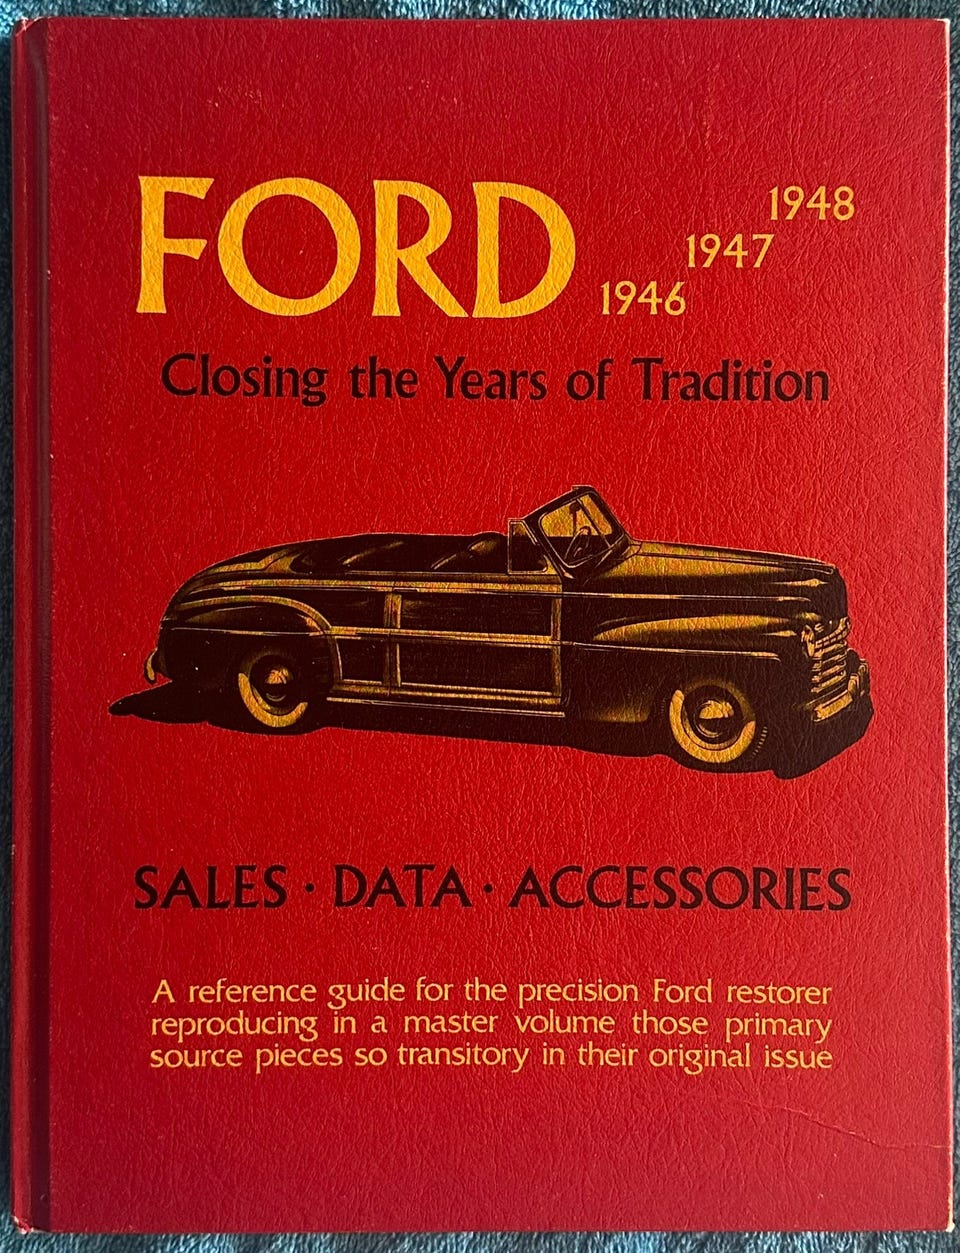 FORD
1946
1947
1948
Closing the Years of Tradition
SALES · DATA · ACCESSORIES
A reference guide for the precision Ford restorer
reproducing in a master volume those primary
source pieces so transitory in their original issue